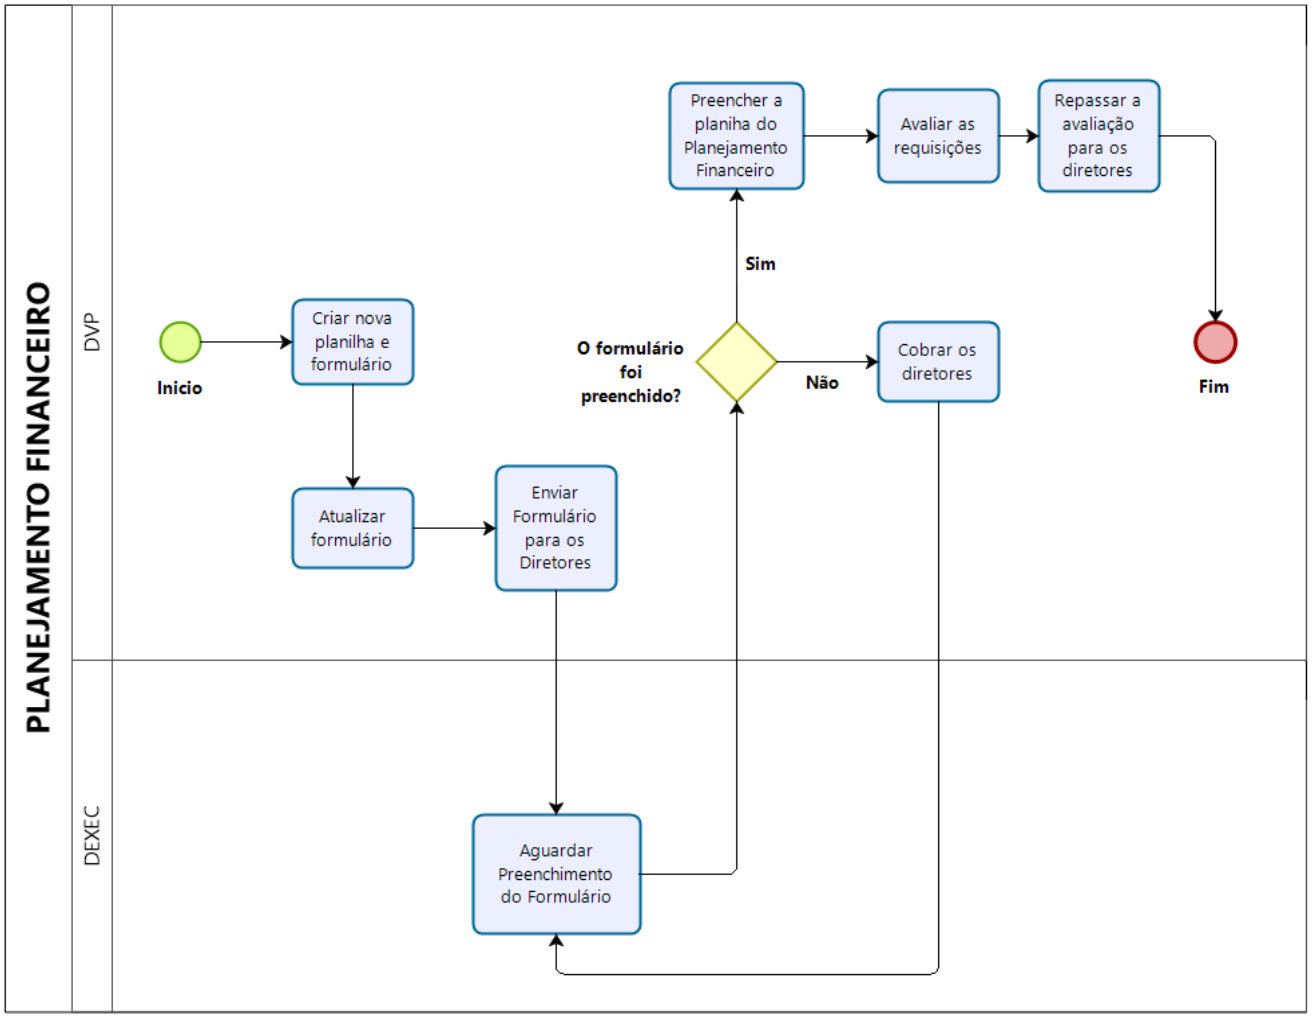 PLANEJAMENTO FINANCEIRO
DVP
Inicio
Criar nova
planilha e
formulário
Atualizar
formulário
Enviar
Formulário
para os
Diretores
O formulário
foi
preenchido?
Sim
Não
Preencher a
planiha do
Planejamento
Financeiro
Avaliar as
requisições
Repassar a
avaliação
para os
diretores
Cobrar os
diretores
Fim
DEXEC
Aguardar
Preenchimento
do Formulário